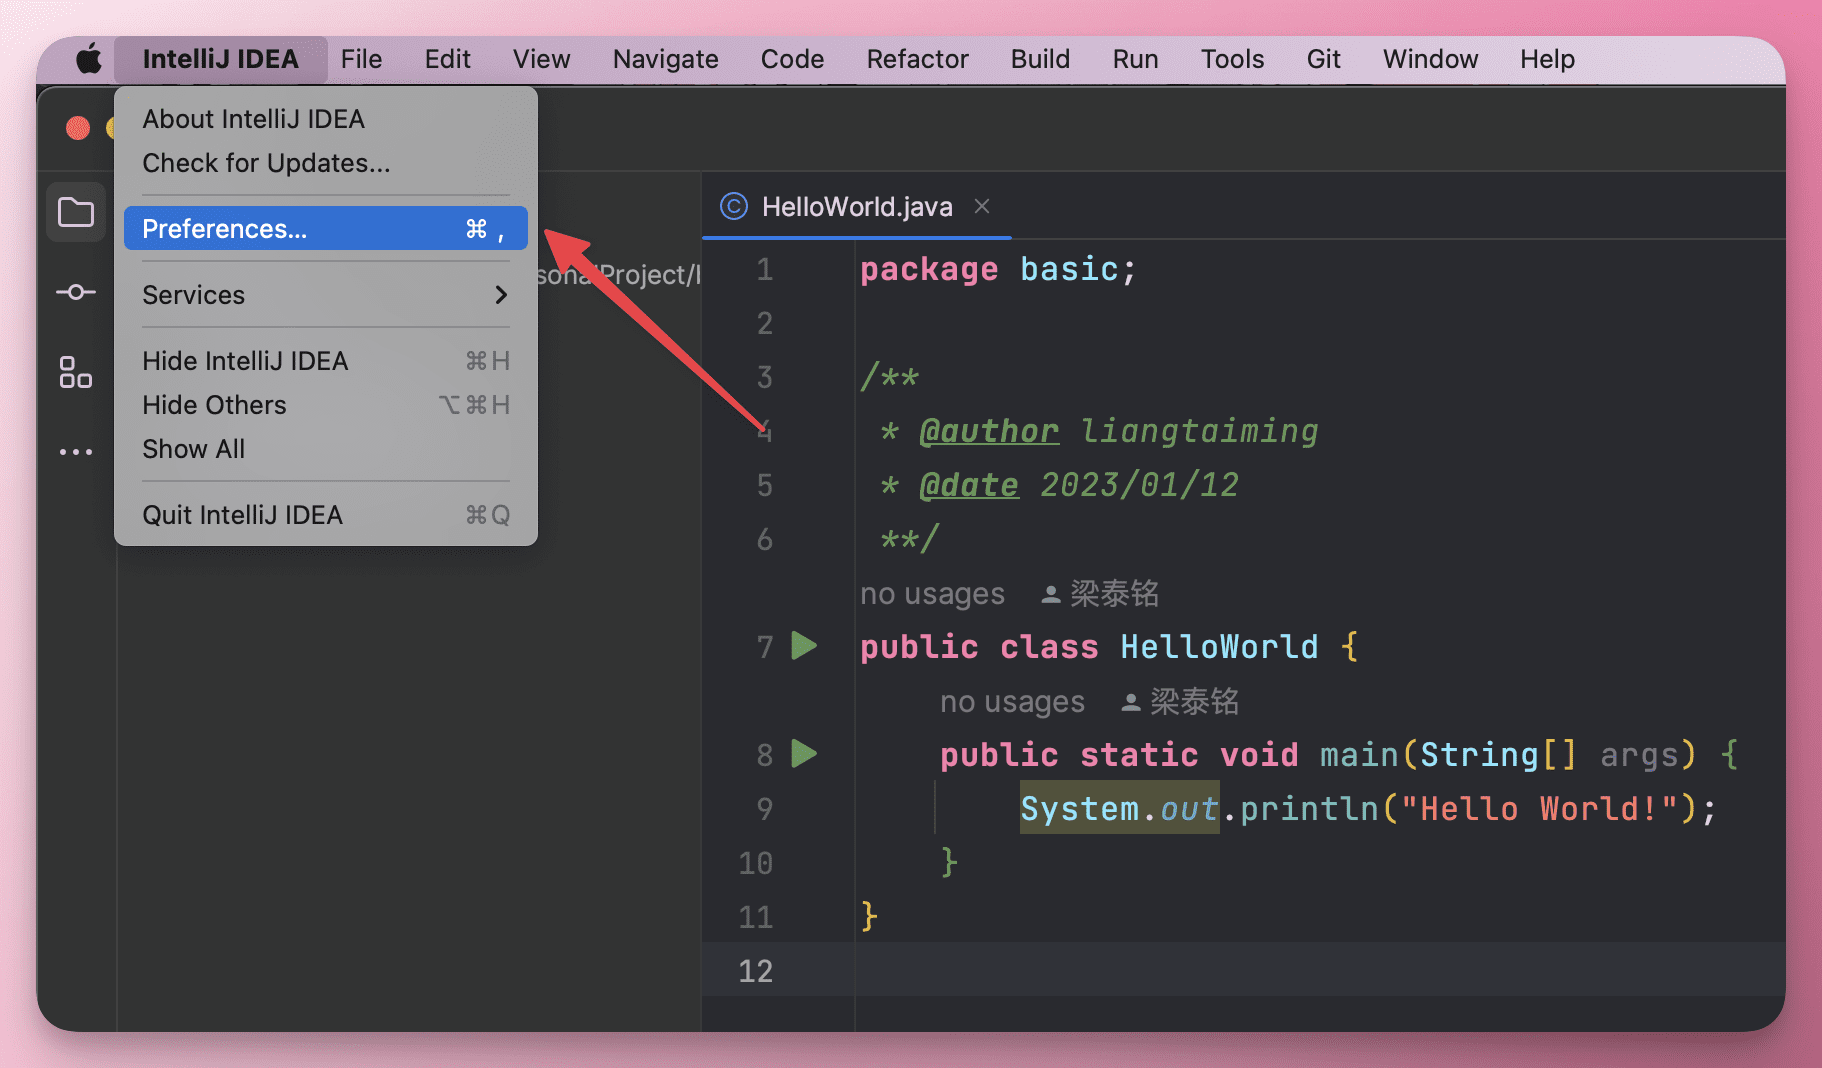 IntelliJ IDEA File Edit View Navigate Code Refactor Build Run Tools Git Window Help
About IntelliJ IDEA
Check for Updates...
Preferences... ⌘ ,
Services
Hide IntelliJ IDEA ⌘H
Hide Others ⌥⌘H
Show All
Quit IntelliJ IDEA ⌘Q
HelloWorld.java
1 package basic;
2
3 /**
4 * @author liangtaiming
5 * @date 2023/01/12
6 **/
no usages 梁泰铭
7 public class HelloWorld {
no usages 梁泰铭
8 public static void main(String[] args) {
9 System.out.println("Hello World!");
10 }
11 }
12